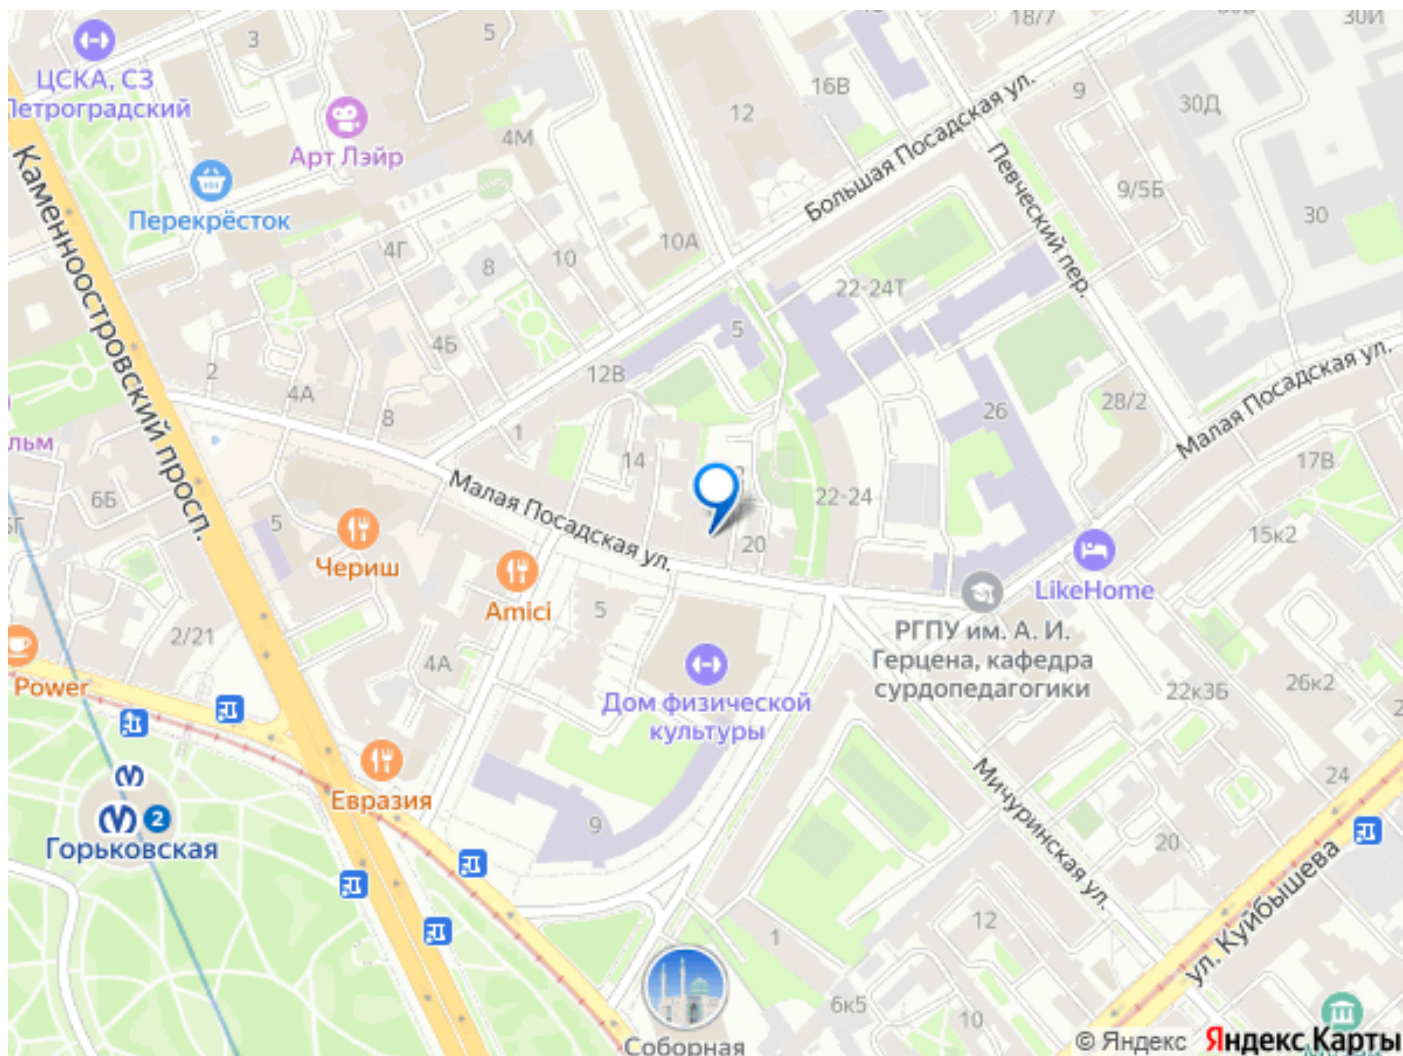 ЦСКА, СЗ
Петроградский
3
5
12
16В
18/7
30И
9
30Д
4М
Арт Лэйр
Большая Посадская ул.
Певческий пер.
9/5Б
30
Перекрёсток
Каменноостровский просп.
4Г
8
10
10А
22-24Т
5
4Б
2
4А
8
12В
1
14
26
28/2
Малая Посадская ул.
льм
6Б
5
Малая Посадская ул.
20
22-24
17В
15к2
Чериш
Amici
5
LikeHome
РГПУ им. А. И.
Герцена, кафедра
сурдопедагогики
2/21
4А
Power
Дом физической
культуры
22к3Б
26к2
24
Евразия
2
Горьковская
9
Мичуринская ул.
20
ул. Куйбышева
12
1
6к5
10
Соборная
© Яндекс Яндекс Карты